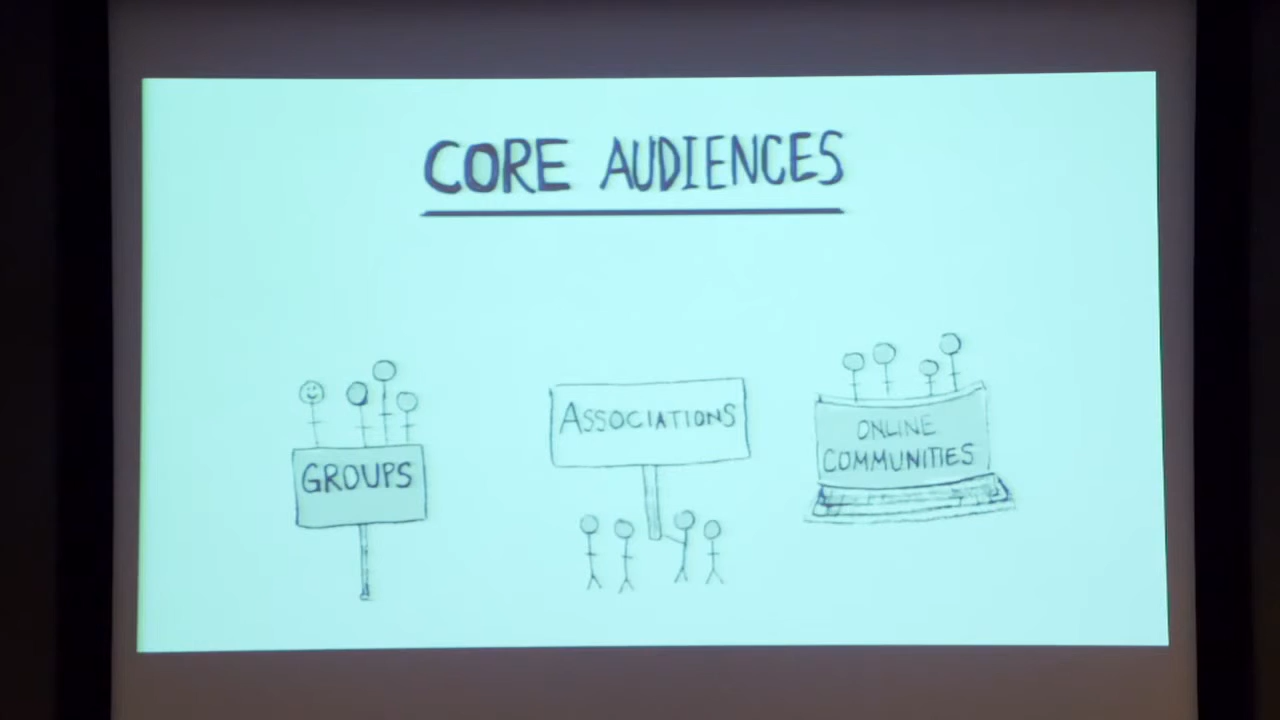 CORE AUDIENCES
GROUPS
ASSOCIATIONS
ONLINE
COMMUNITIES